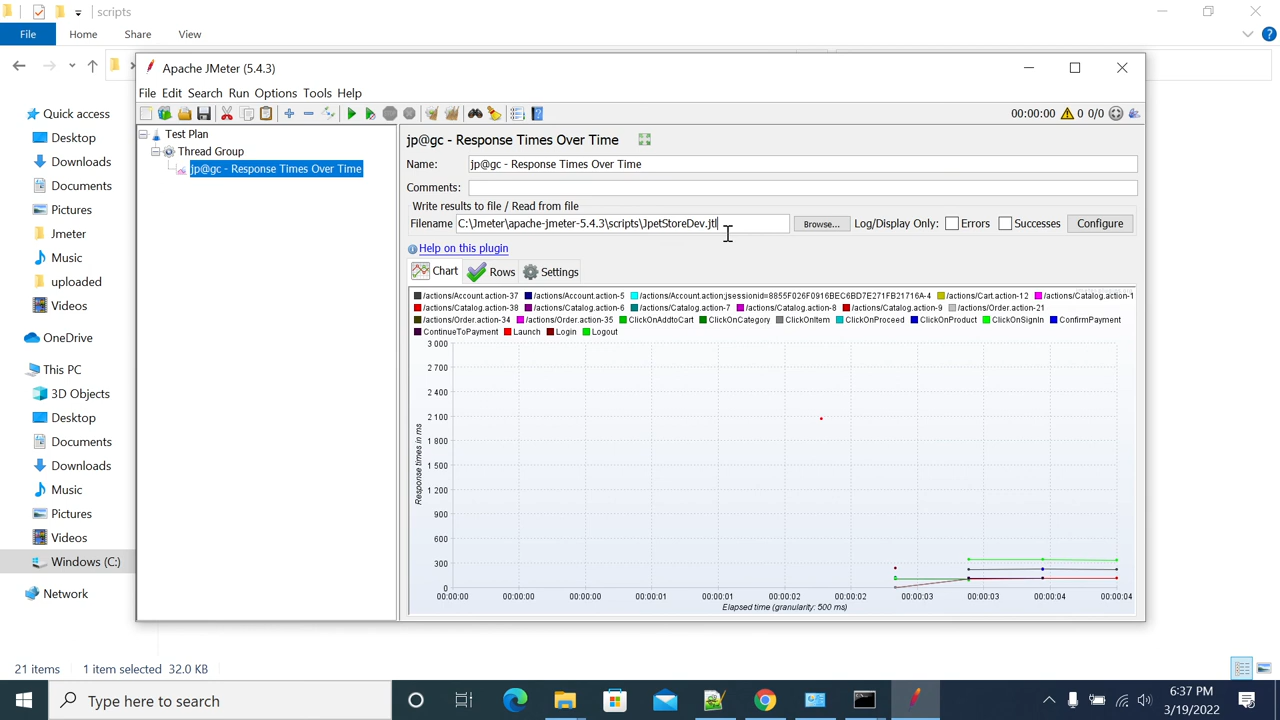 scripts
File
Home
Share
View
Apache JMeter (5.4.3)
File Edit Search Run Options Tools Help
00:00:00
0
0/0
Quick access
Desktop
Downloads
Documents
Pictures
Jmeter
Music
uploaded
Videos
OneDrive
This PC
3D Objects
Desktop
Documents
Downloads
Music
Pictures
Videos
Windows (C:)
Network
Test Plan
Thread Group
jp@gc - Response Times Over Time
jp@gc - Response Times Over Time
Name: jp@gc - Response Times Over Time
Comments:
Write results to file / Read from file
Filename C:\Jmeter\apache-jmeter-5.4.3\scripts\JpetStoreDev.jtl Browse... Log/Display Only: Errors Successes Configure
Help on this plugin
Chart Rows Settings
/actions/Account.action-37 /actions/Account.action-5 /actions/Account.action;jsessionid=8855F026F0916BEC6BD7E271FB21716A-4 /actions/Cart.action-12 /actions/Catalog.action-1
/actions/Catalog.action-38 /actions/Catalog.action-6 /actions/Catalog.action-7 /actions/Catalog.action-8 /actions/Catalog.action-9 /actions/Order.action-21
/actions/Order.action-34 /actions/Order.action-35 ClickOnAddtoCart ClickOnCategory ClickOnItem ClickOnProceed ClickOnProduct ClickOnSignIn ConfirmPayment
ContinueToPayment Launch Login Logout
3 000
2 700
2 400
2 100
1 800
1 500
1 200
900
600
300
0
Response times in ms
00:00:00 00:00:00 00:00:00 00:00:01 00:00:01 00:00:02 00:00:02 00:00:03 00:00:03 00:00:04 00:00:04
Elapsed time (granularity: 500 ms)
21 items 1 item selected 32.0 KB
Type here to search
6:37 PM
3/19/2022